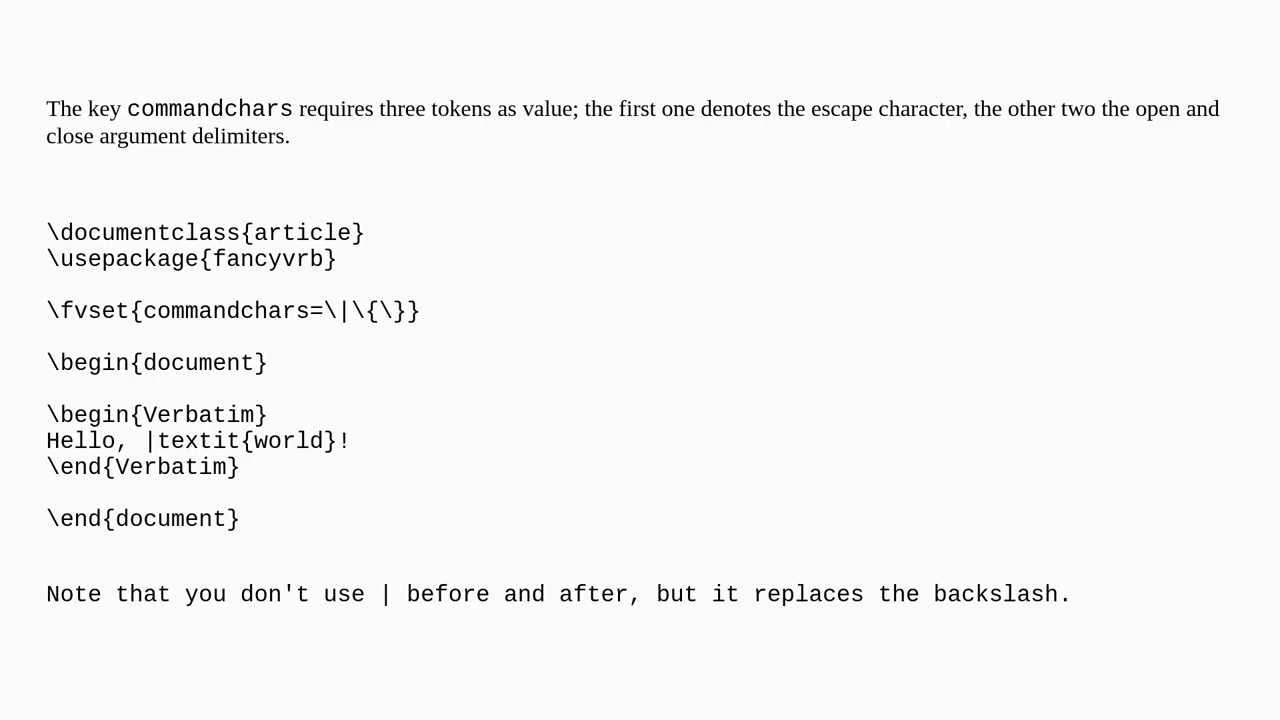 The key commandchars requires three tokens as value; the first one denotes the escape character, the other two the open and
close argument delimiters.
\documentclass{article}
\usepackage{fancyvrb}
\fvset{commandchars=\|\{\}}
\begin{document}
\begin{Verbatim}
Hello, |textit{world}!
\end{Verbatim}
\end{document}
Note that you don't use | before and after, but it replaces the backslash.